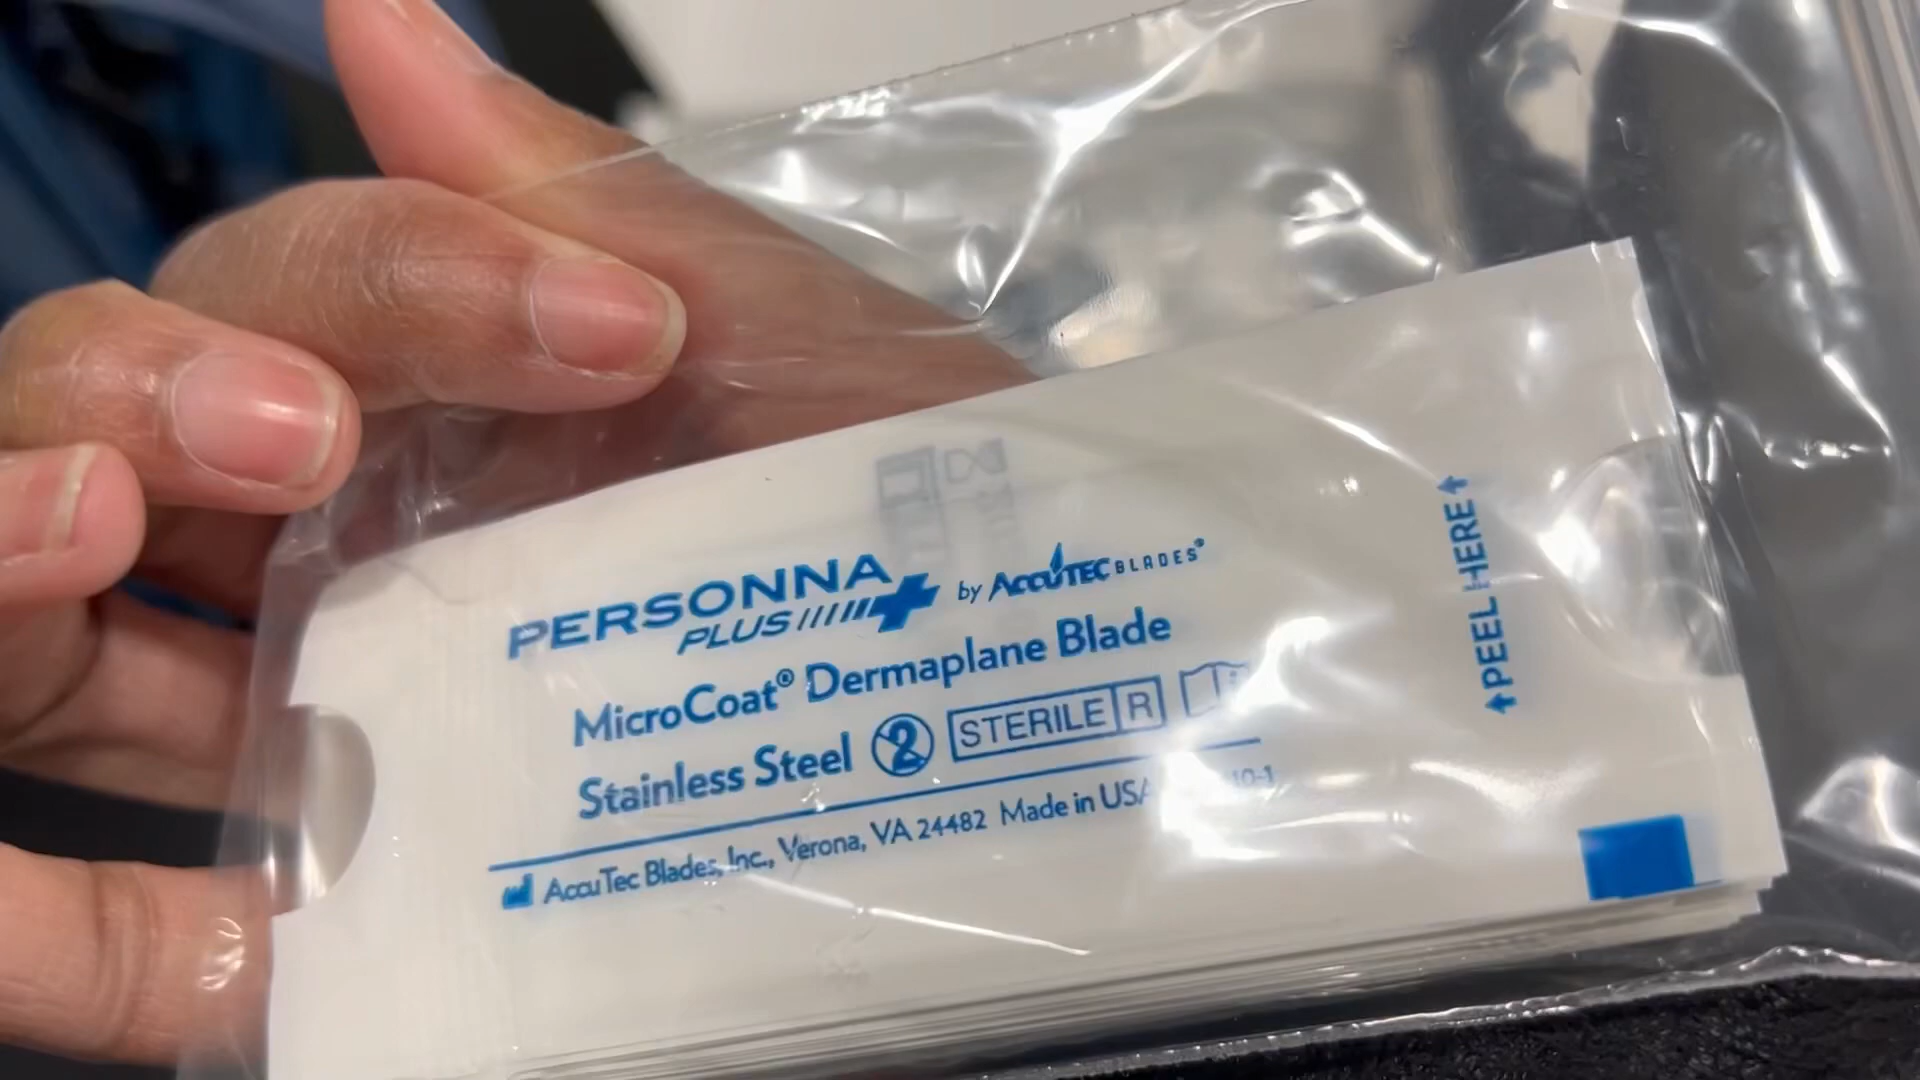 PERSONNA
PLUS by ACCUTEC BLADES®
MicroCoat® Dermaplane Blade
Stainless Steel 2 STERILE R
AccuTec Blades, Inc., Verona, VA 24482 Made in USA
PEEL HERE